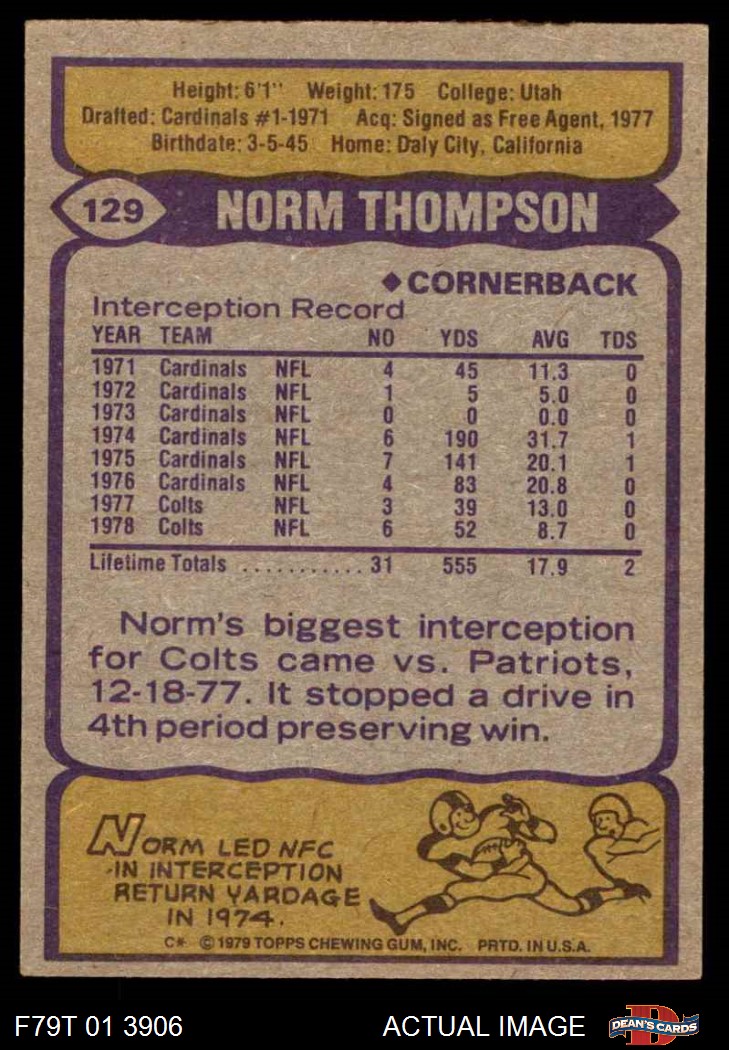 Height: 6'1" Weight: 175 College: Utah
Drafted: Cardinals #1-1971 Acq: Signed as Free Agent, 1977
Birthdate: 3-5-45 Home: Daly City, California
129 NORM THOMPSON
◆CORNERBACK
Interception Record
YEAR TEAM NO YDS AVG TDS
1971 Cardinals NFL 4 45 11.3 0
1972 Cardinals NFL 1 5 5.0 0
1973 Cardinals NFL 0 0 0.0 0
1974 Cardinals NFL 6 190 31.7 1
1975 Cardinals NFL 7 141 20.1 1
1976 Cardinals NFL 4 83 20.8 0
1977 Colts NFL 3 39 13.0 0
1978 Colts NFL 6 52 8.7 0
Lifetime Totals ............ 31 555 17.9 2
Norm's biggest interception
for Colts came vs. Patriots,
12-18-77. It stopped a drive in
4th period preserving win.
NORM LED NFC
IN INTERCEPTION
RETURN YARDAGE
IN 1974.
C* © 1979 TOPPS CHEWING GUM, INC. PRTD. IN U.S.A.
F79T 01 3906 ACTUAL IMAGE D DEAN'S CARDS